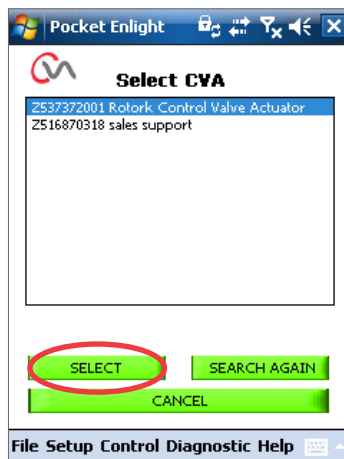 Pocket Enlight
Select CVA
Z537372001 Rotork Control Valve Actuator
Z516870318 sales support
SELECT
SEARCH AGAIN
CANCEL
File Setup Control Diagnostic Help